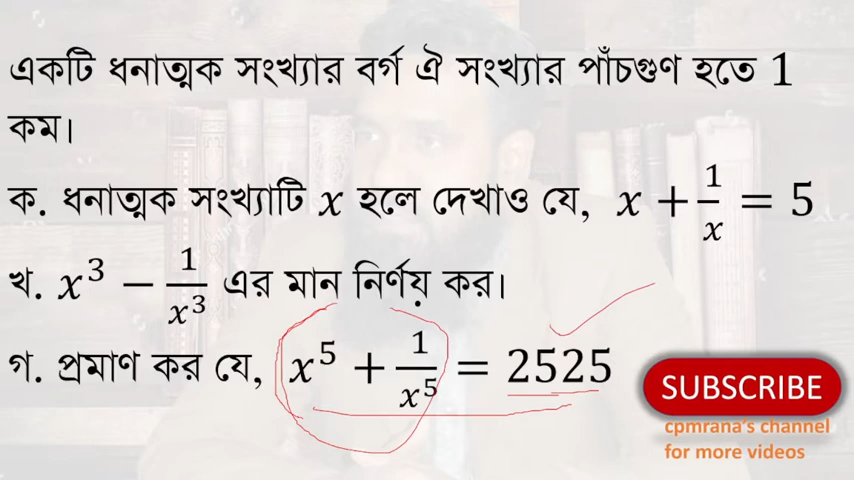 একটি ধনাত্মক সংখ্যার বর্গ ঐ সংখ্যার পাঁচগুণ হতে 1
কম।
ক. ধনাত্মক সংখ্যাটি x হলে দেখাও যে, x + 1/x = 5
খ. x³ − 1/x³ এর মান নির্ণয় কর।
গ. প্রমাণ কর যে, x⁵ + 1/x⁵ = 2525
SUBSCRIBE
cpmrana's channel
for more videos